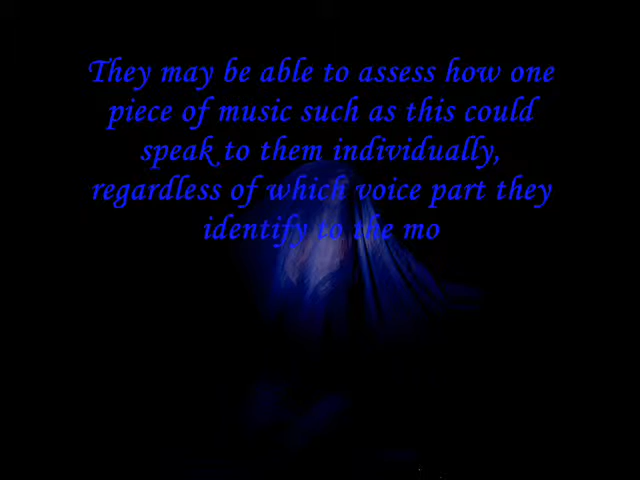 They may be able to assess how one
piece of music such as this could
speak to them individually,
regardless of which voice part they
identify to the mo